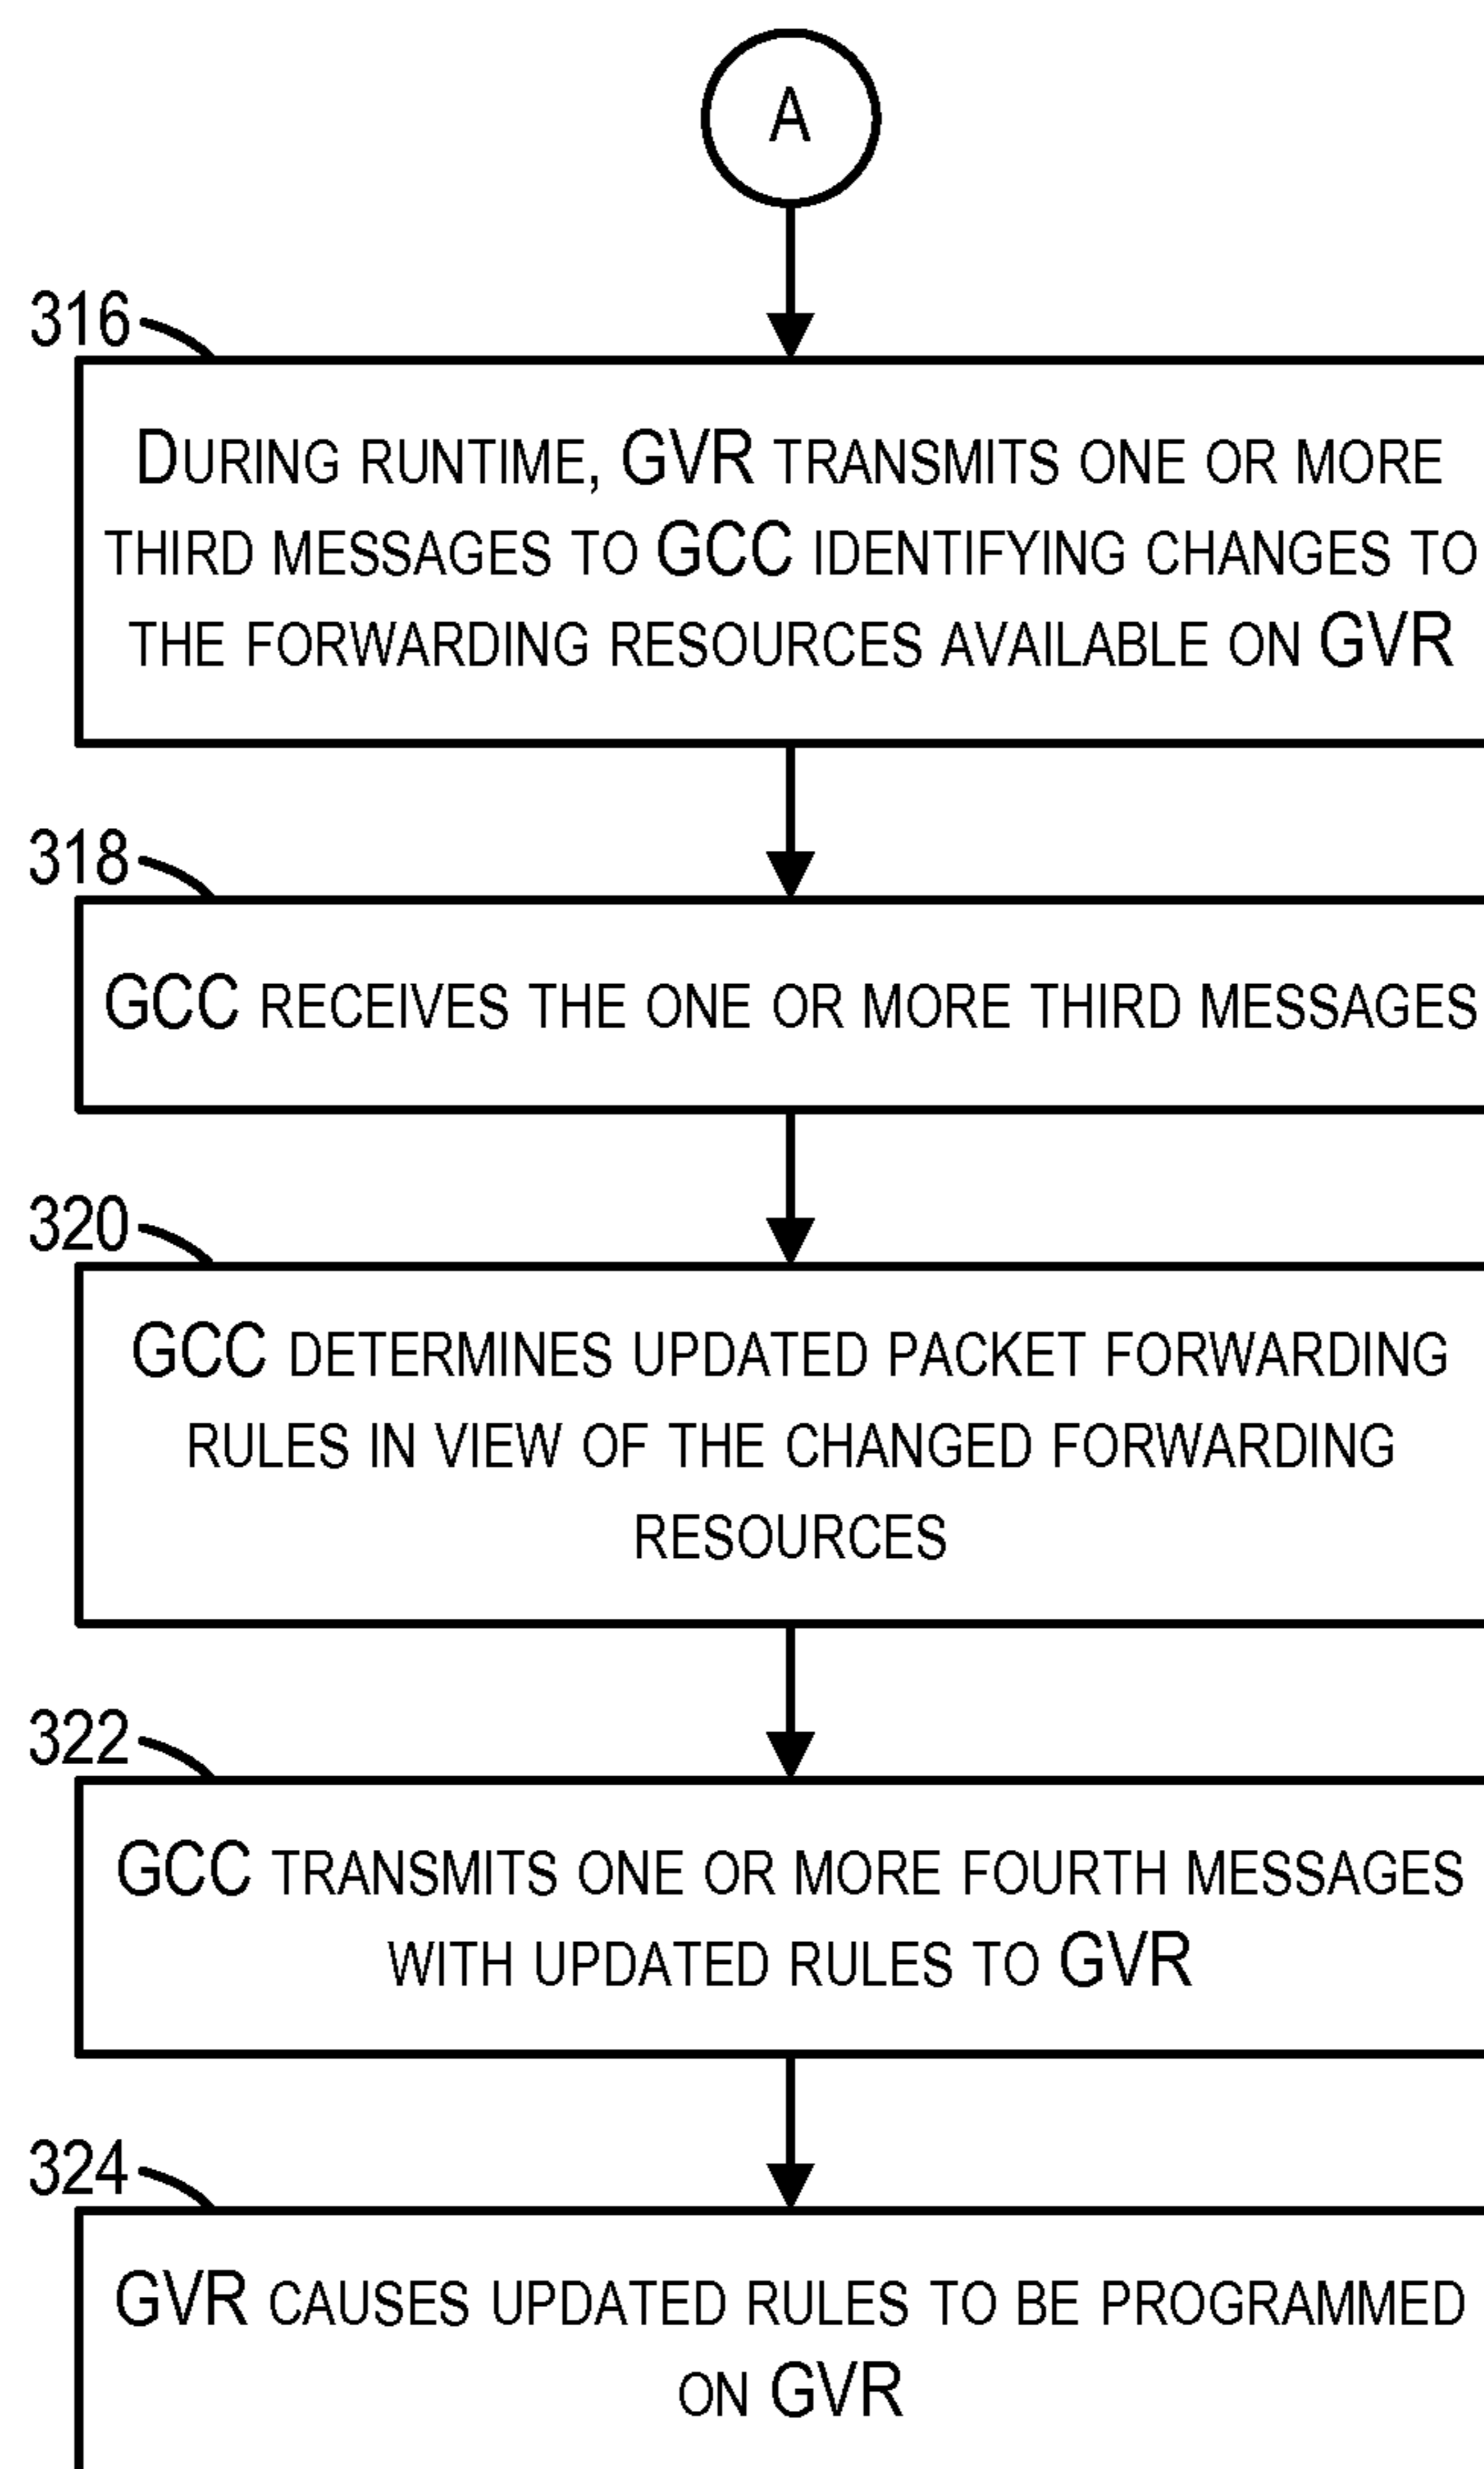 A
316
DURING RUNTIME, GVR TRANSMITS ONE OR MORE
THIRD MESSAGES TO GCC IDENTIFYING CHANGES TO
THE FORWARDING RESOURCES AVAILABLE ON GVR
318
GCC RECEIVES THE ONE OR MORE THIRD MESSAGES
320
GCC DETERMINES UPDATED PACKET FORWARDING
RULES IN VIEW OF THE CHANGED FORWARDING
RESOURCES
322
GCC TRANSMITS ONE OR MORE FOURTH MESSAGES
WITH UPDATED RULES TO GVR
324
GVR CAUSES UPDATED RULES TO BE PROGRAMMED
ON GVR